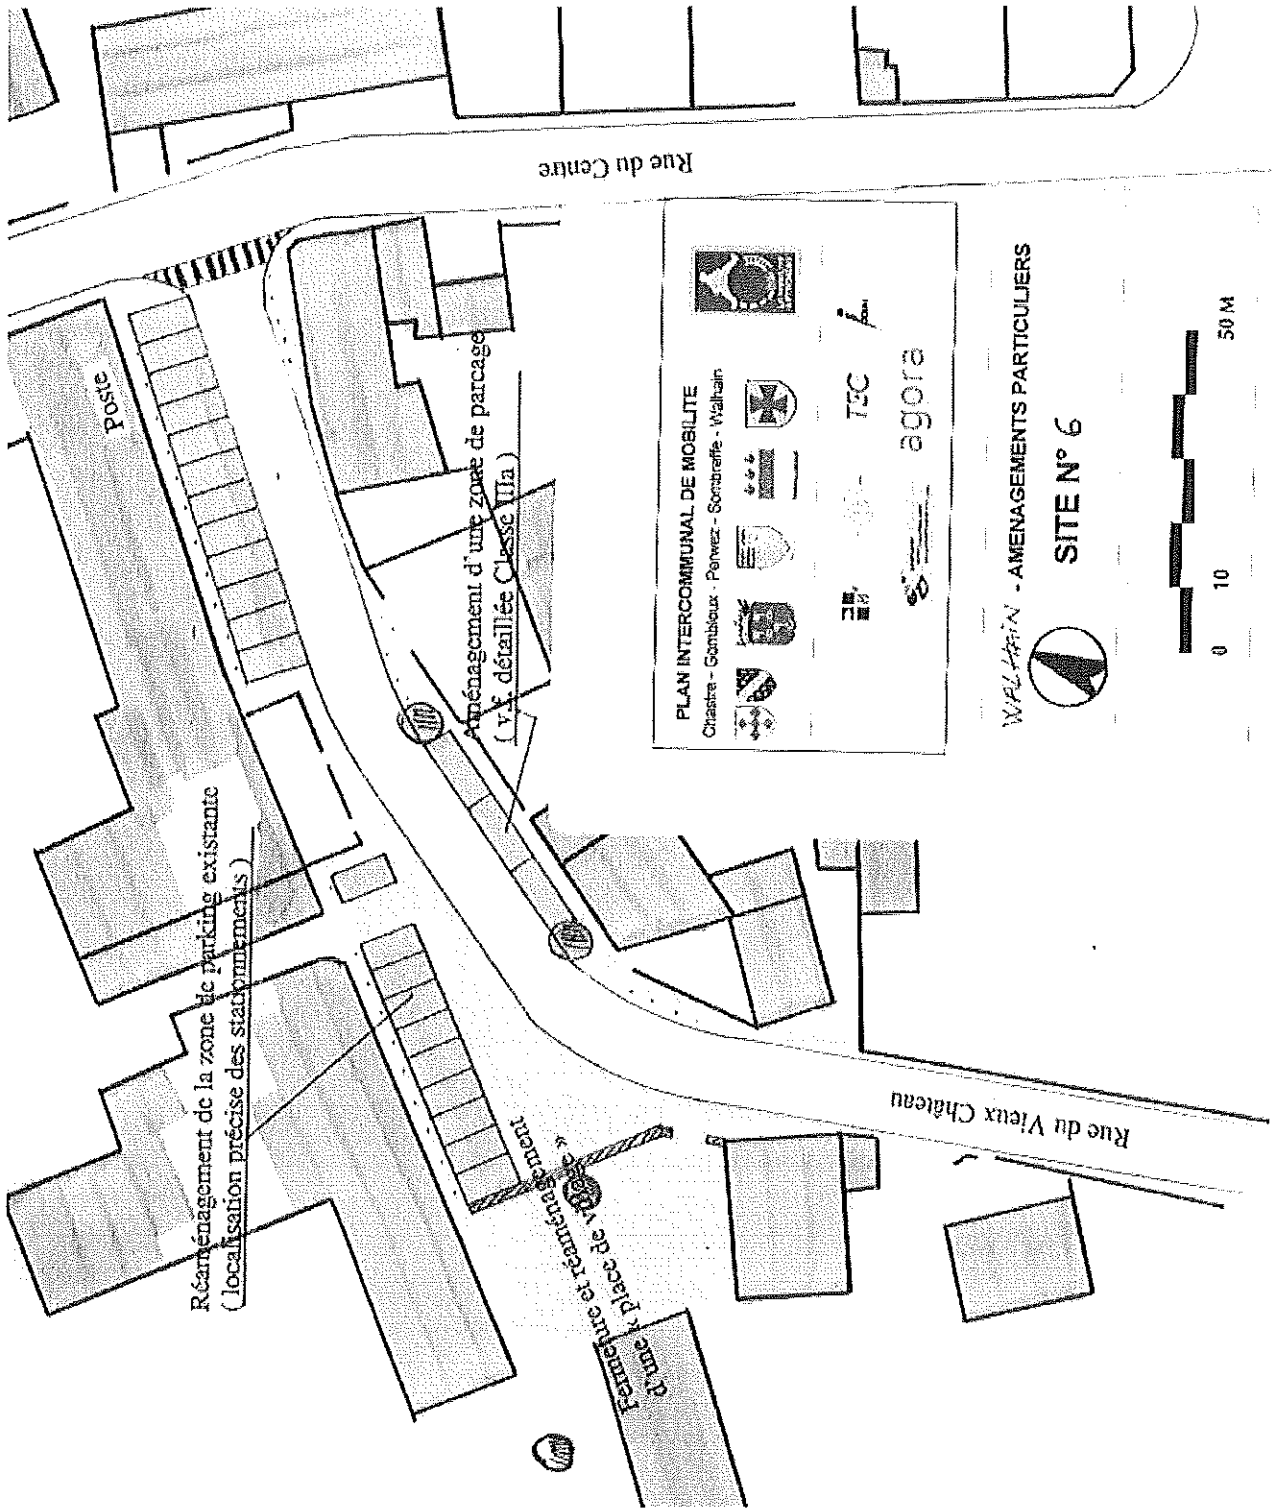 Poste
Rue du Centre
Réaménagement de la zone de parking existante
( localisation précise des stationnements )
Aménagement d'une zone de parcage
( v.f. détaillée Classe IIIa )
Fermeture et réaménagement
d'une « Place de village »
Rue du Vieux Château
PLAN INTERCOMMUNAL DE MOBILITE
Chastre - Gembloux - Perwez - Sombreffe - Walhain
TEC
agora
WALHAIN - AMENAGEMENTS PARTICULIERS
SITE N° 6
0 10 50 M